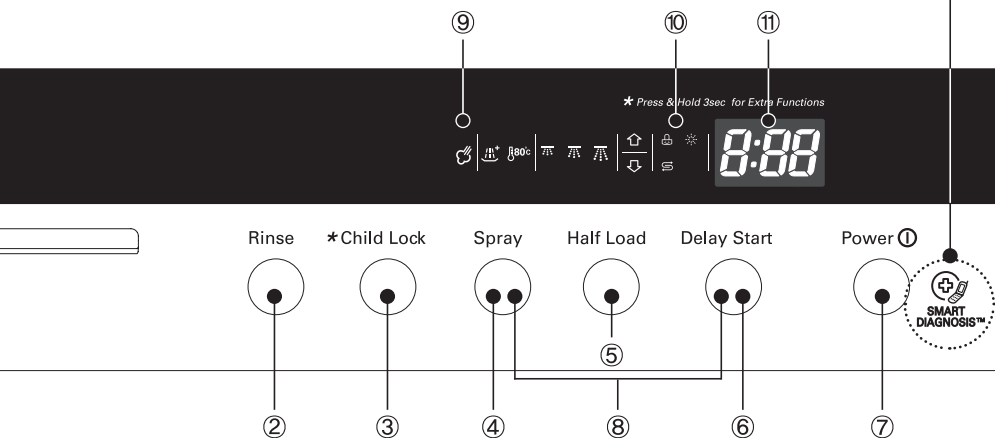 ⑨ ⑩ ⑪
* Press & Hold 3sec for Extra Functions
80°c
8:88
Rinse *Child Lock Spray Half Load Delay Start Power
SMART
DIAGNOSIS™
⑤
② ③ ④ ⑧ ⑥ ⑦